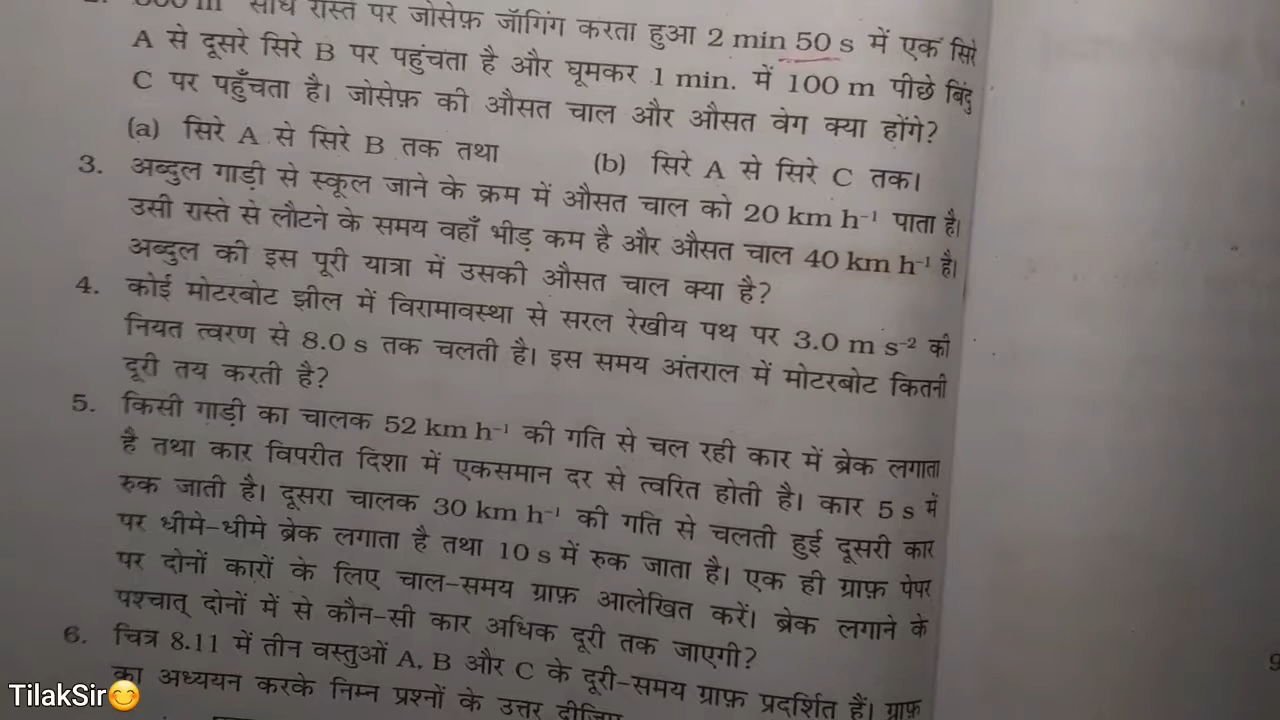 सीधे रास्ते पर जोसेफ़ जॉगिंग करता हुआ 2 min 50 s में एक सिरे
A से दूसरे सिरे B पर पहुंचता है और घूमकर 1 min. में 100 m पीछे बिंदु
C पर पहुँचता है। जोसेफ़ की औसत चाल और औसत वेग क्या होंगे?
(a) सिरे A से सिरे B तक तथा (b) सिरे A से सिरे C तक।
3. अब्दुल गाड़ी से स्कूल जाने के क्रम में औसत चाल को 20 km h⁻¹ पाता है।
उसी रास्ते से लौटने के समय वहाँ भीड़ कम है और औसत चाल 40 km h⁻¹ है।
अब्दुल की इस पूरी यात्रा में उसकी औसत चाल क्या है?
4. कोई मोटरबोट झील में विरामावस्था से सरल रेखीय पथ पर 3.0 m s⁻² की
नियत त्वरण से 8.0 s तक चलती है। इस समय अंतराल में मोटरबोट कितनी
दूरी तय करती है?
5. किसी गाड़ी का चालक 52 km h⁻¹ की गति से चल रही कार में ब्रेक लगाता
है तथा कार विपरीत दिशा में एकसमान दर से त्वरित होती है। कार 5 s में
रुक जाती है। दूसरा चालक 30 km h⁻¹ की गति से चलती हुई दूसरी कार
पर धीमे-धीमे ब्रेक लगाता है तथा 10 s में रुक जाता है। एक ही ग्राफ़ पेपर
पर दोनों कारों के लिए चाल-समय ग्राफ़ आलेखित करें। ब्रेक लगाने के
पश्चात् दोनों में से कौन-सी कार अधिक दूरी तक जाएगी?
6. चित्र 8.11 में तीन वस्तुओं A, B और C के दूरी-समय ग्राफ़ प्रदर्शित हैं। ग्राफ़
का अध्ययन करके निम्न प्रश्नों के उत्तर दीजिए
TilakSir😊